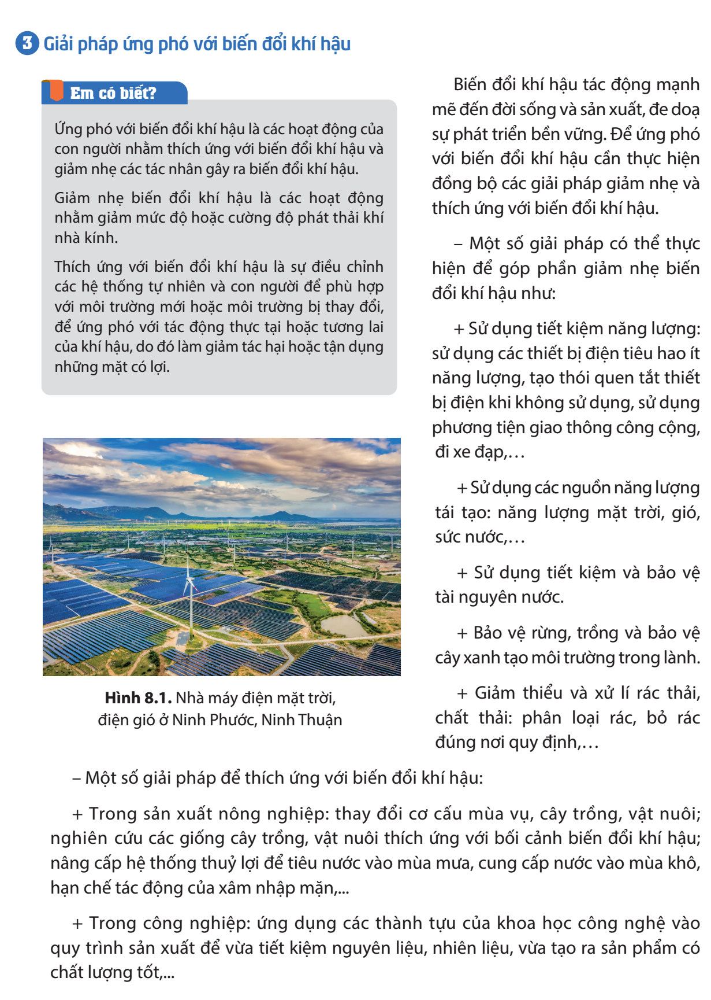 3 Giải pháp ứng phó với biến đổi khí hậu
Em có biết?
Ứng phó với biến đổi khí hậu là các hoạt động của
con người nhằm thích ứng với biến đổi khí hậu và
giảm nhẹ các tác nhân gây ra biến đổi khí hậu.
Giảm nhẹ biến đổi khí hậu là các hoạt động
nhằm giảm mức độ hoặc cường độ phát thải khí
nhà kính.
Thích ứng với biến đổi khí hậu là sự điều chỉnh
các hệ thống tự nhiên và con người để phù hợp
với môi trường mới hoặc môi trường bị thay đổi,
để ứng phó với tác động thực tại hoặc tương lai
của khí hậu, do đó làm giảm tác hại hoặc tận dụng
những mặt có lợi.
Hình 8.1. Nhà máy điện mặt trời,
điện gió ở Ninh Phước, Ninh Thuận
Biến đổi khí hậu tác động mạnh
mẽ đến đời sống và sản xuất, đe doạ
sự phát triển bền vững. Để ứng phó
với biến đổi khí hậu cần thực hiện
đồng bộ các giải pháp giảm nhẹ và
thích ứng với biến đổi khí hậu.
– Một số giải pháp có thể thực
hiện để góp phần giảm nhẹ biến
đổi khí hậu như:
+ Sử dụng tiết kiệm năng lượng:
sử dụng các thiết bị điện tiêu hao ít
năng lượng, tạo thói quen tắt thiết
bị điện khi không sử dụng, sử dụng
phương tiện giao thông công cộng,
đi xe đạp,…
+ Sử dụng các nguồn năng lượng
tái tạo: năng lượng mặt trời, gió,
sức nước,…
+ Sử dụng tiết kiệm và bảo vệ
tài nguyên nước.
+ Bảo vệ rừng, trồng và bảo vệ
cây xanh tạo môi trường trong lành.
+ Giảm thiểu và xử lí rác thải,
chất thải: phân loại rác, bỏ rác
đúng nơi quy định,…
– Một số giải pháp để thích ứng với biến đổi khí hậu:
+ Trong sản xuất nông nghiệp: thay đổi cơ cấu mùa vụ, cây trồng, vật nuôi;
nghiên cứu các giống cây trồng, vật nuôi thích ứng với bối cảnh biến đổi khí hậu;
nâng cấp hệ thống thuỷ lợi để tiêu nước vào mùa mưa, cung cấp nước vào mùa khô,
hạn chế tác động của xâm nhập mặn,...
+ Trong công nghiệp: ứng dụng các thành tựu của khoa học công nghệ vào
quy trình sản xuất để vừa tiết kiệm nguyên liệu, nhiên liệu, vừa tạo ra sản phẩm có
chất lượng tốt,...